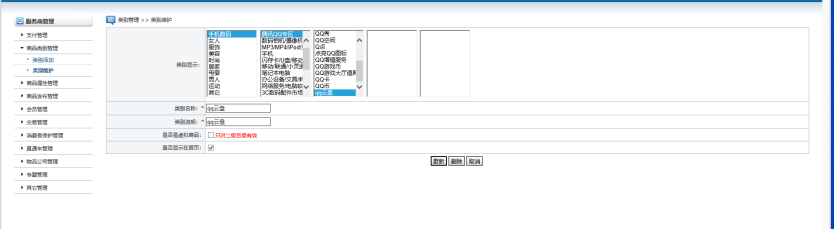 服务商管理
支付管理
商品类别管理
类别添加
类别维护
商品属性管理
商品发布管理
会员管理
交易管理
消费者保护管理
直通车管理
物流公司管理
专题管理
其它管理
类别管理 >> 类别维护
类别显示：
手机数码
女人
服饰
美容
时尚
居家
母婴
男人
运动
其它
腾讯QQ专区
数码相机/摄像机
MP3/MP4/iPod/
手机
闪存卡/U盘/移动
移动/联通/小灵通
笔记本电脑
办公设备/文具/
网络服务/电脑软
3C数码配件市场
QQ秀
QQ空间
Q点
点亮QQ图标
QQ增值服务
QQ游戏币
QQ游戏大厅道具
QQ卡
QQ币
qq云盘
类别名称： * qq云盘
类别说明： * qq云盘
是否是虚拟商品： 只对二级目录有效
是否显示在首页：
更新 删除 取消